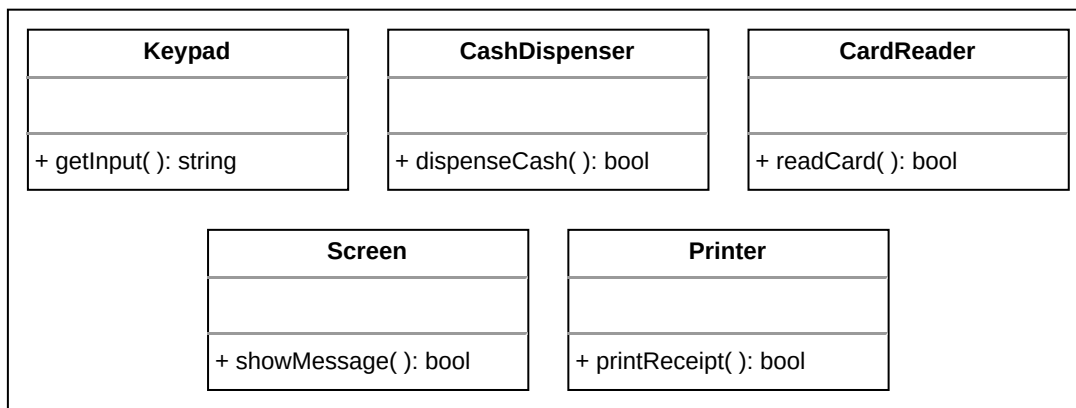 Keypad
+ getInput( ): string
CashDispenser
+ dispenseCash( ): bool
CardReader
+ readCard( ): bool
Screen
+ showMessage( ): bool
Printer
+ printReceipt( ): bool